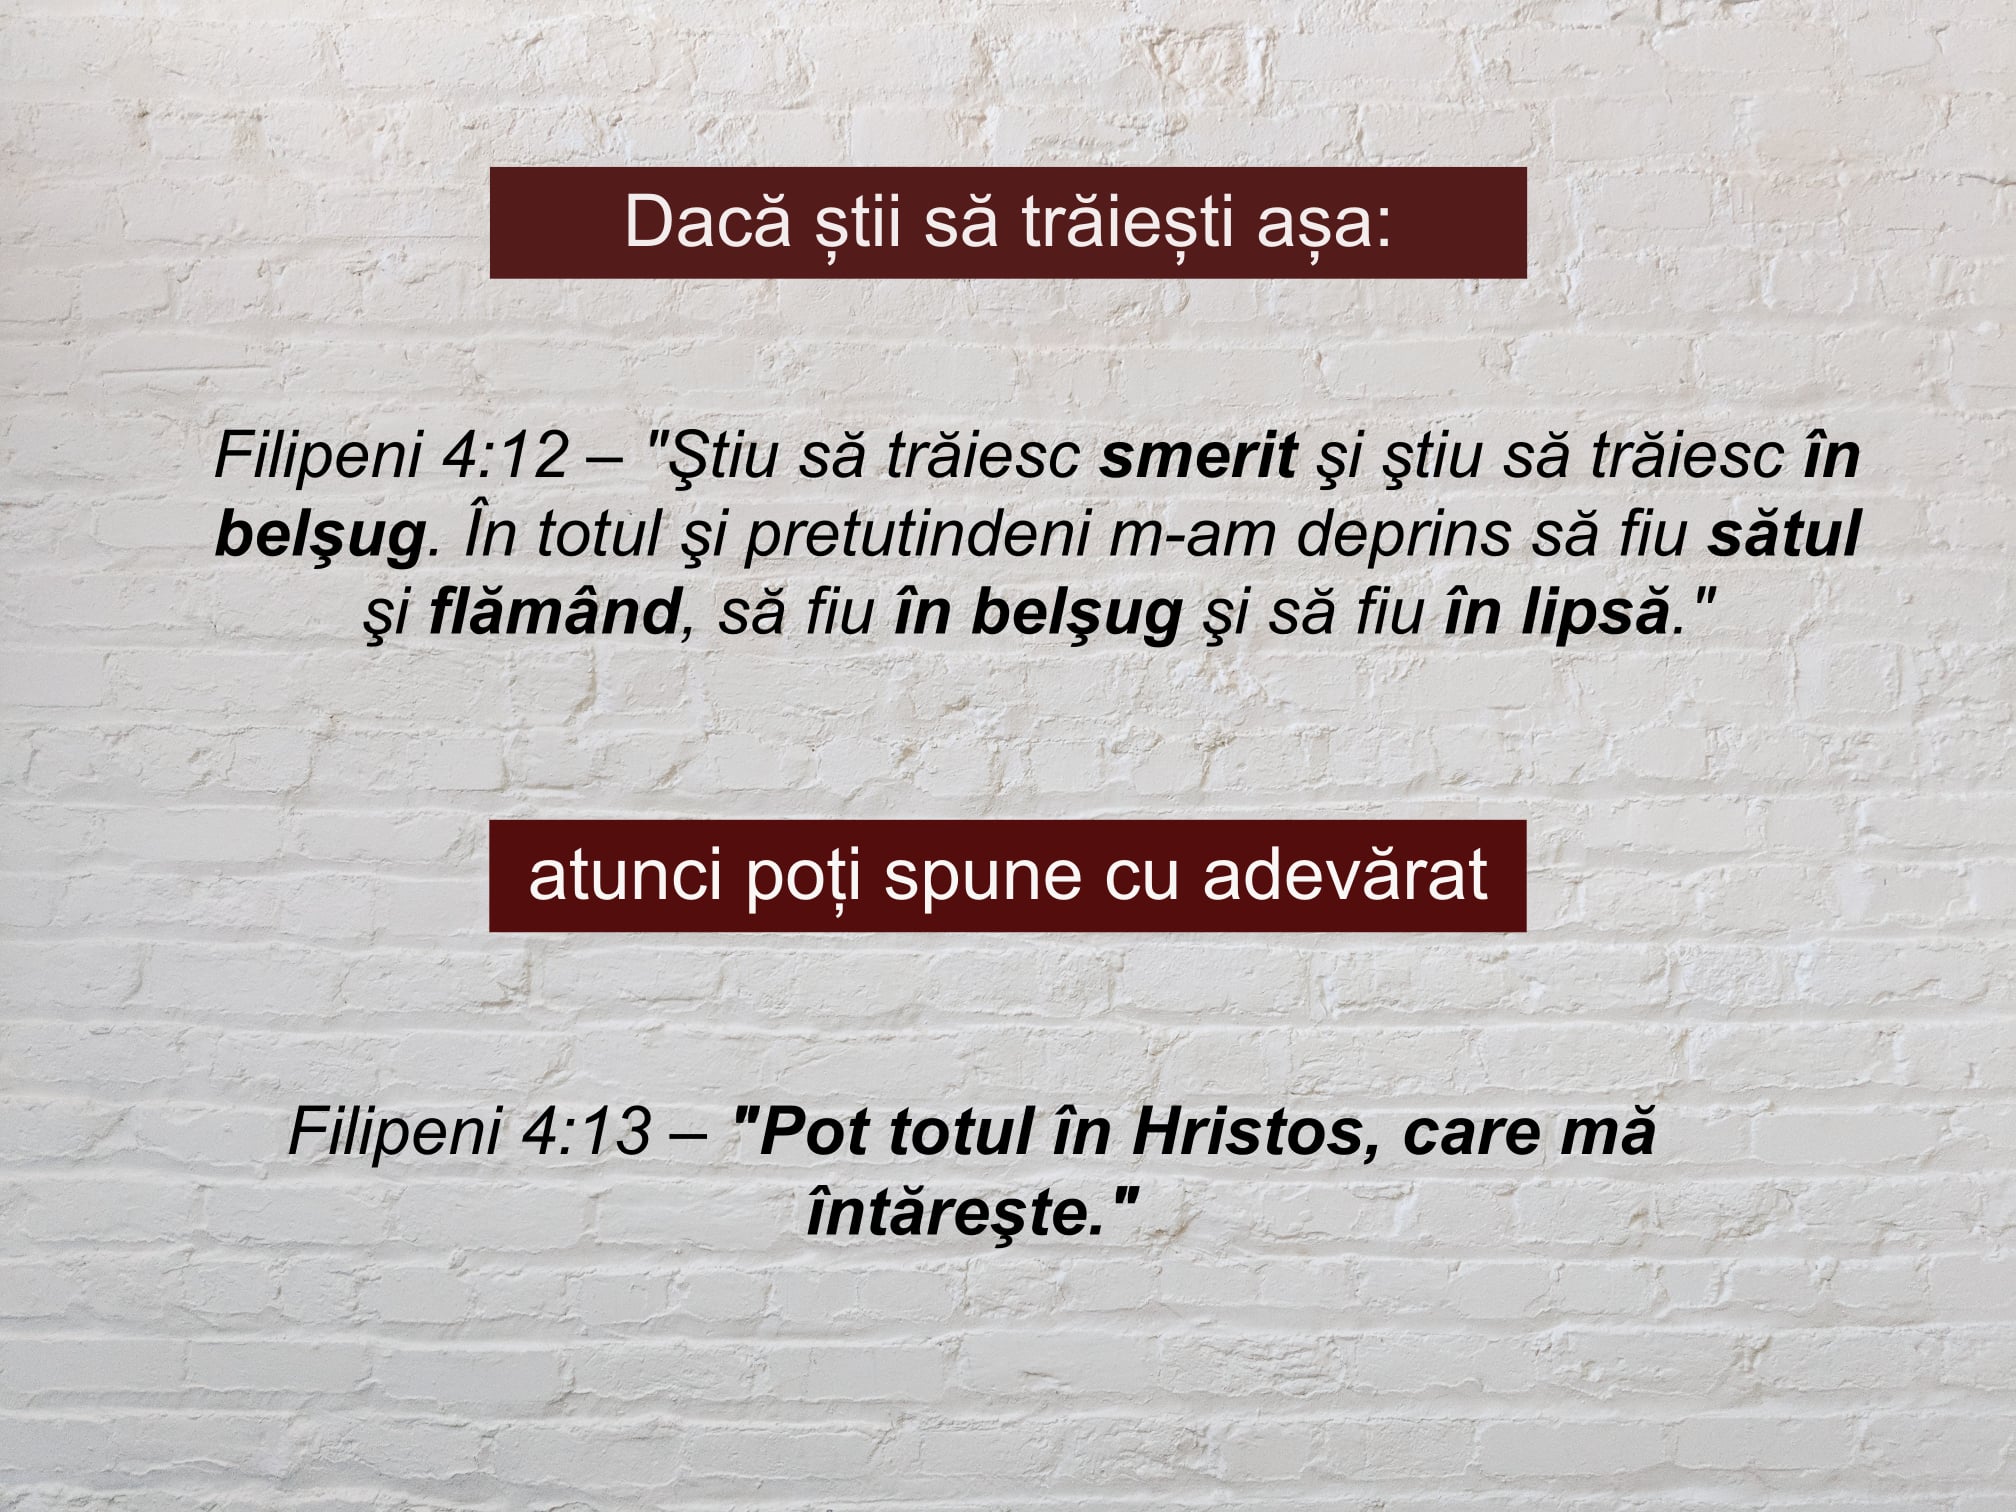 Dacă știi să trăiești așa:
Filipeni 4:12 – "Ştiu să trăiesc smerit şi ştiu să trăiesc în
belşug. În totul şi pretutindeni m-am deprins să fiu sătul
şi flămând, să fiu în belşug şi să fiu în lipsă."
atunci poți spune cu adevărat
Filipeni 4:13 – "Pot totul în Hristos, care mă
întăreşte."